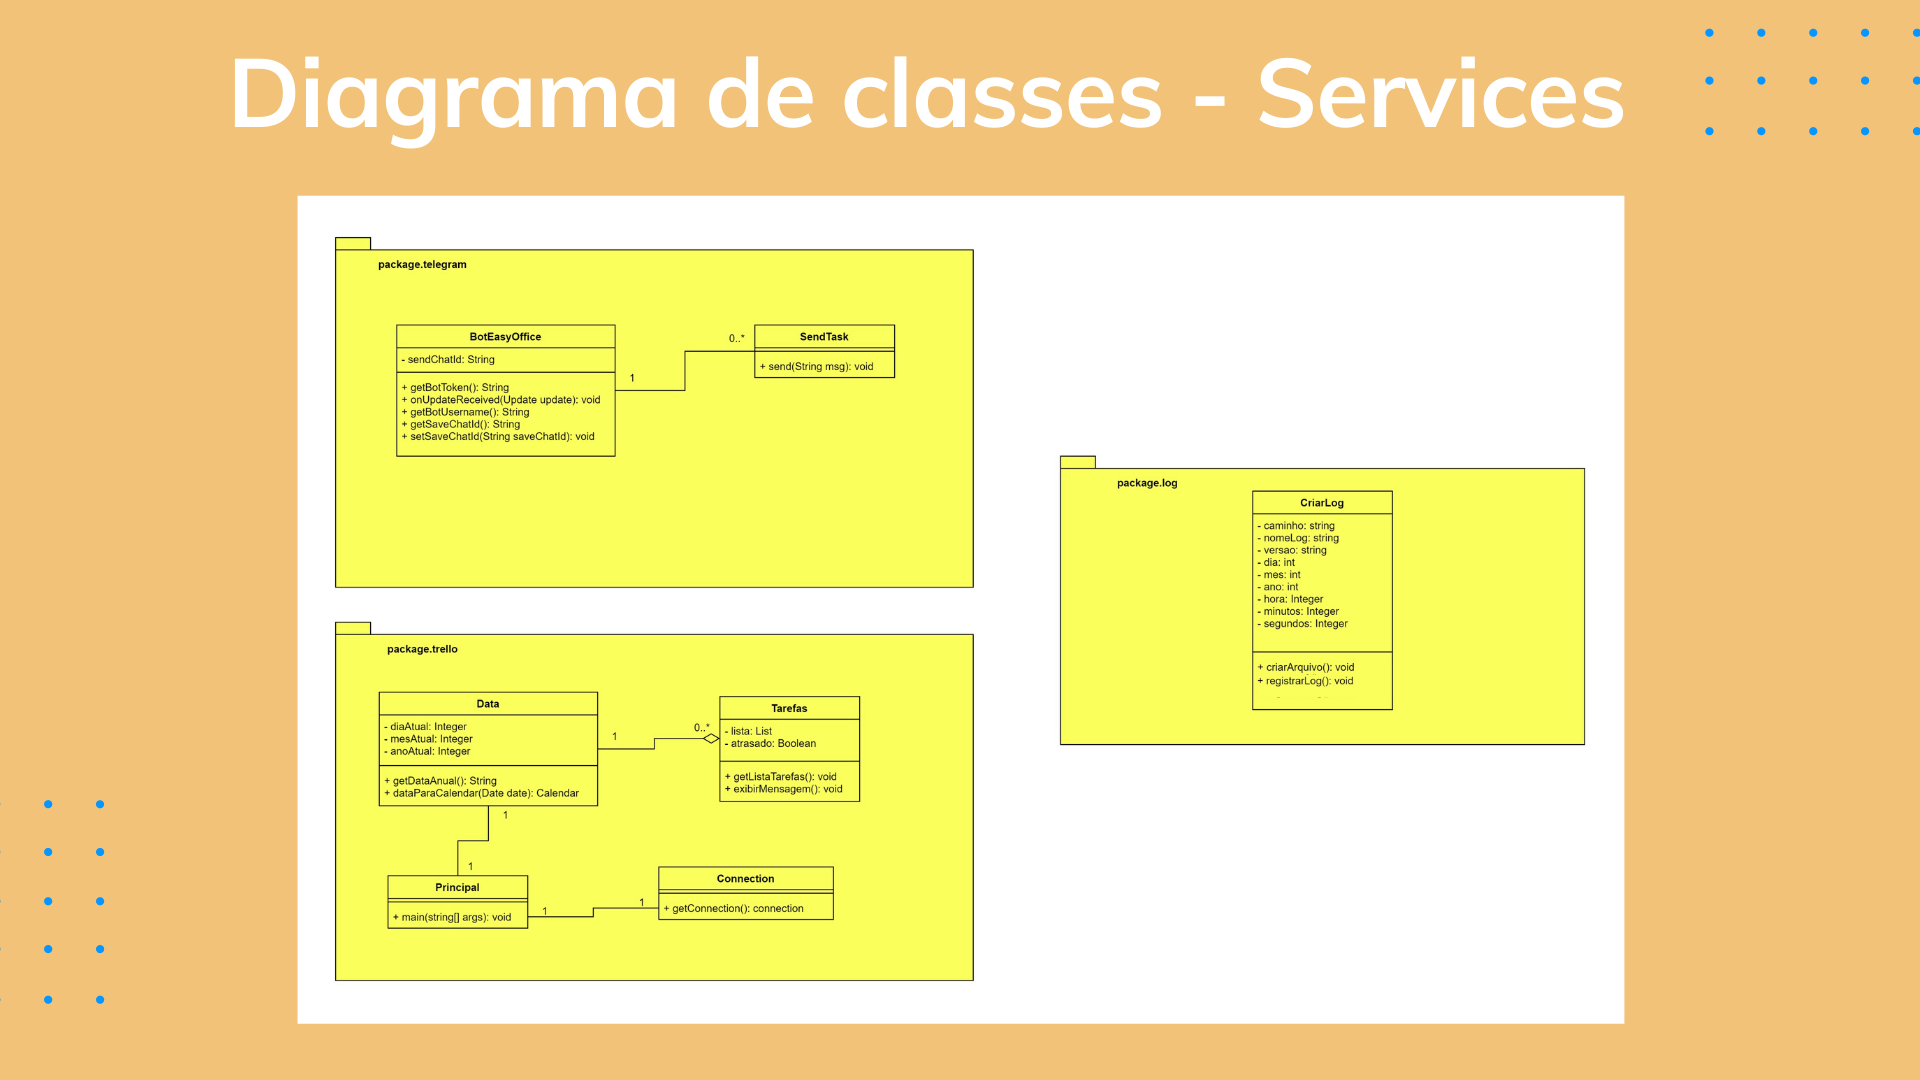 Diagrama de classes - Services
package.telegram
BotEasyOffice
- sendChatId: String
+ getBotToken(): String
+ onUpdateReceived(Update update): void
+ getBotUsername(): String
+ getSaveChatId(): String
+ setSaveChatId(String saveChatId): void
1
0..*
SendTask
+ send(String msg): void
package.trello
Data
- diaAtual: Integer
- mesAtual: Integer
- anoAtual: Integer
+ getDataAnual(): String
+ dataParaCalendar(Date date): Calendar
1
0..*
Tarefas
- lista: List
- atrasado: Boolean
+ getListaTarefas(): void
+ exibirMensagem(): void
1
1
Principal
+ main(string[] args): void
1
1
Connection
+ getConnection(): connection
package.log
CriarLog
- caminho: string
- nomeLog: string
- versao: string
- dia: int
- mes: int
- ano: int
- hora: Integer
- minutos: Integer
- segundos: Integer
+ criarArquivo(): void
+ registrarLog(): void